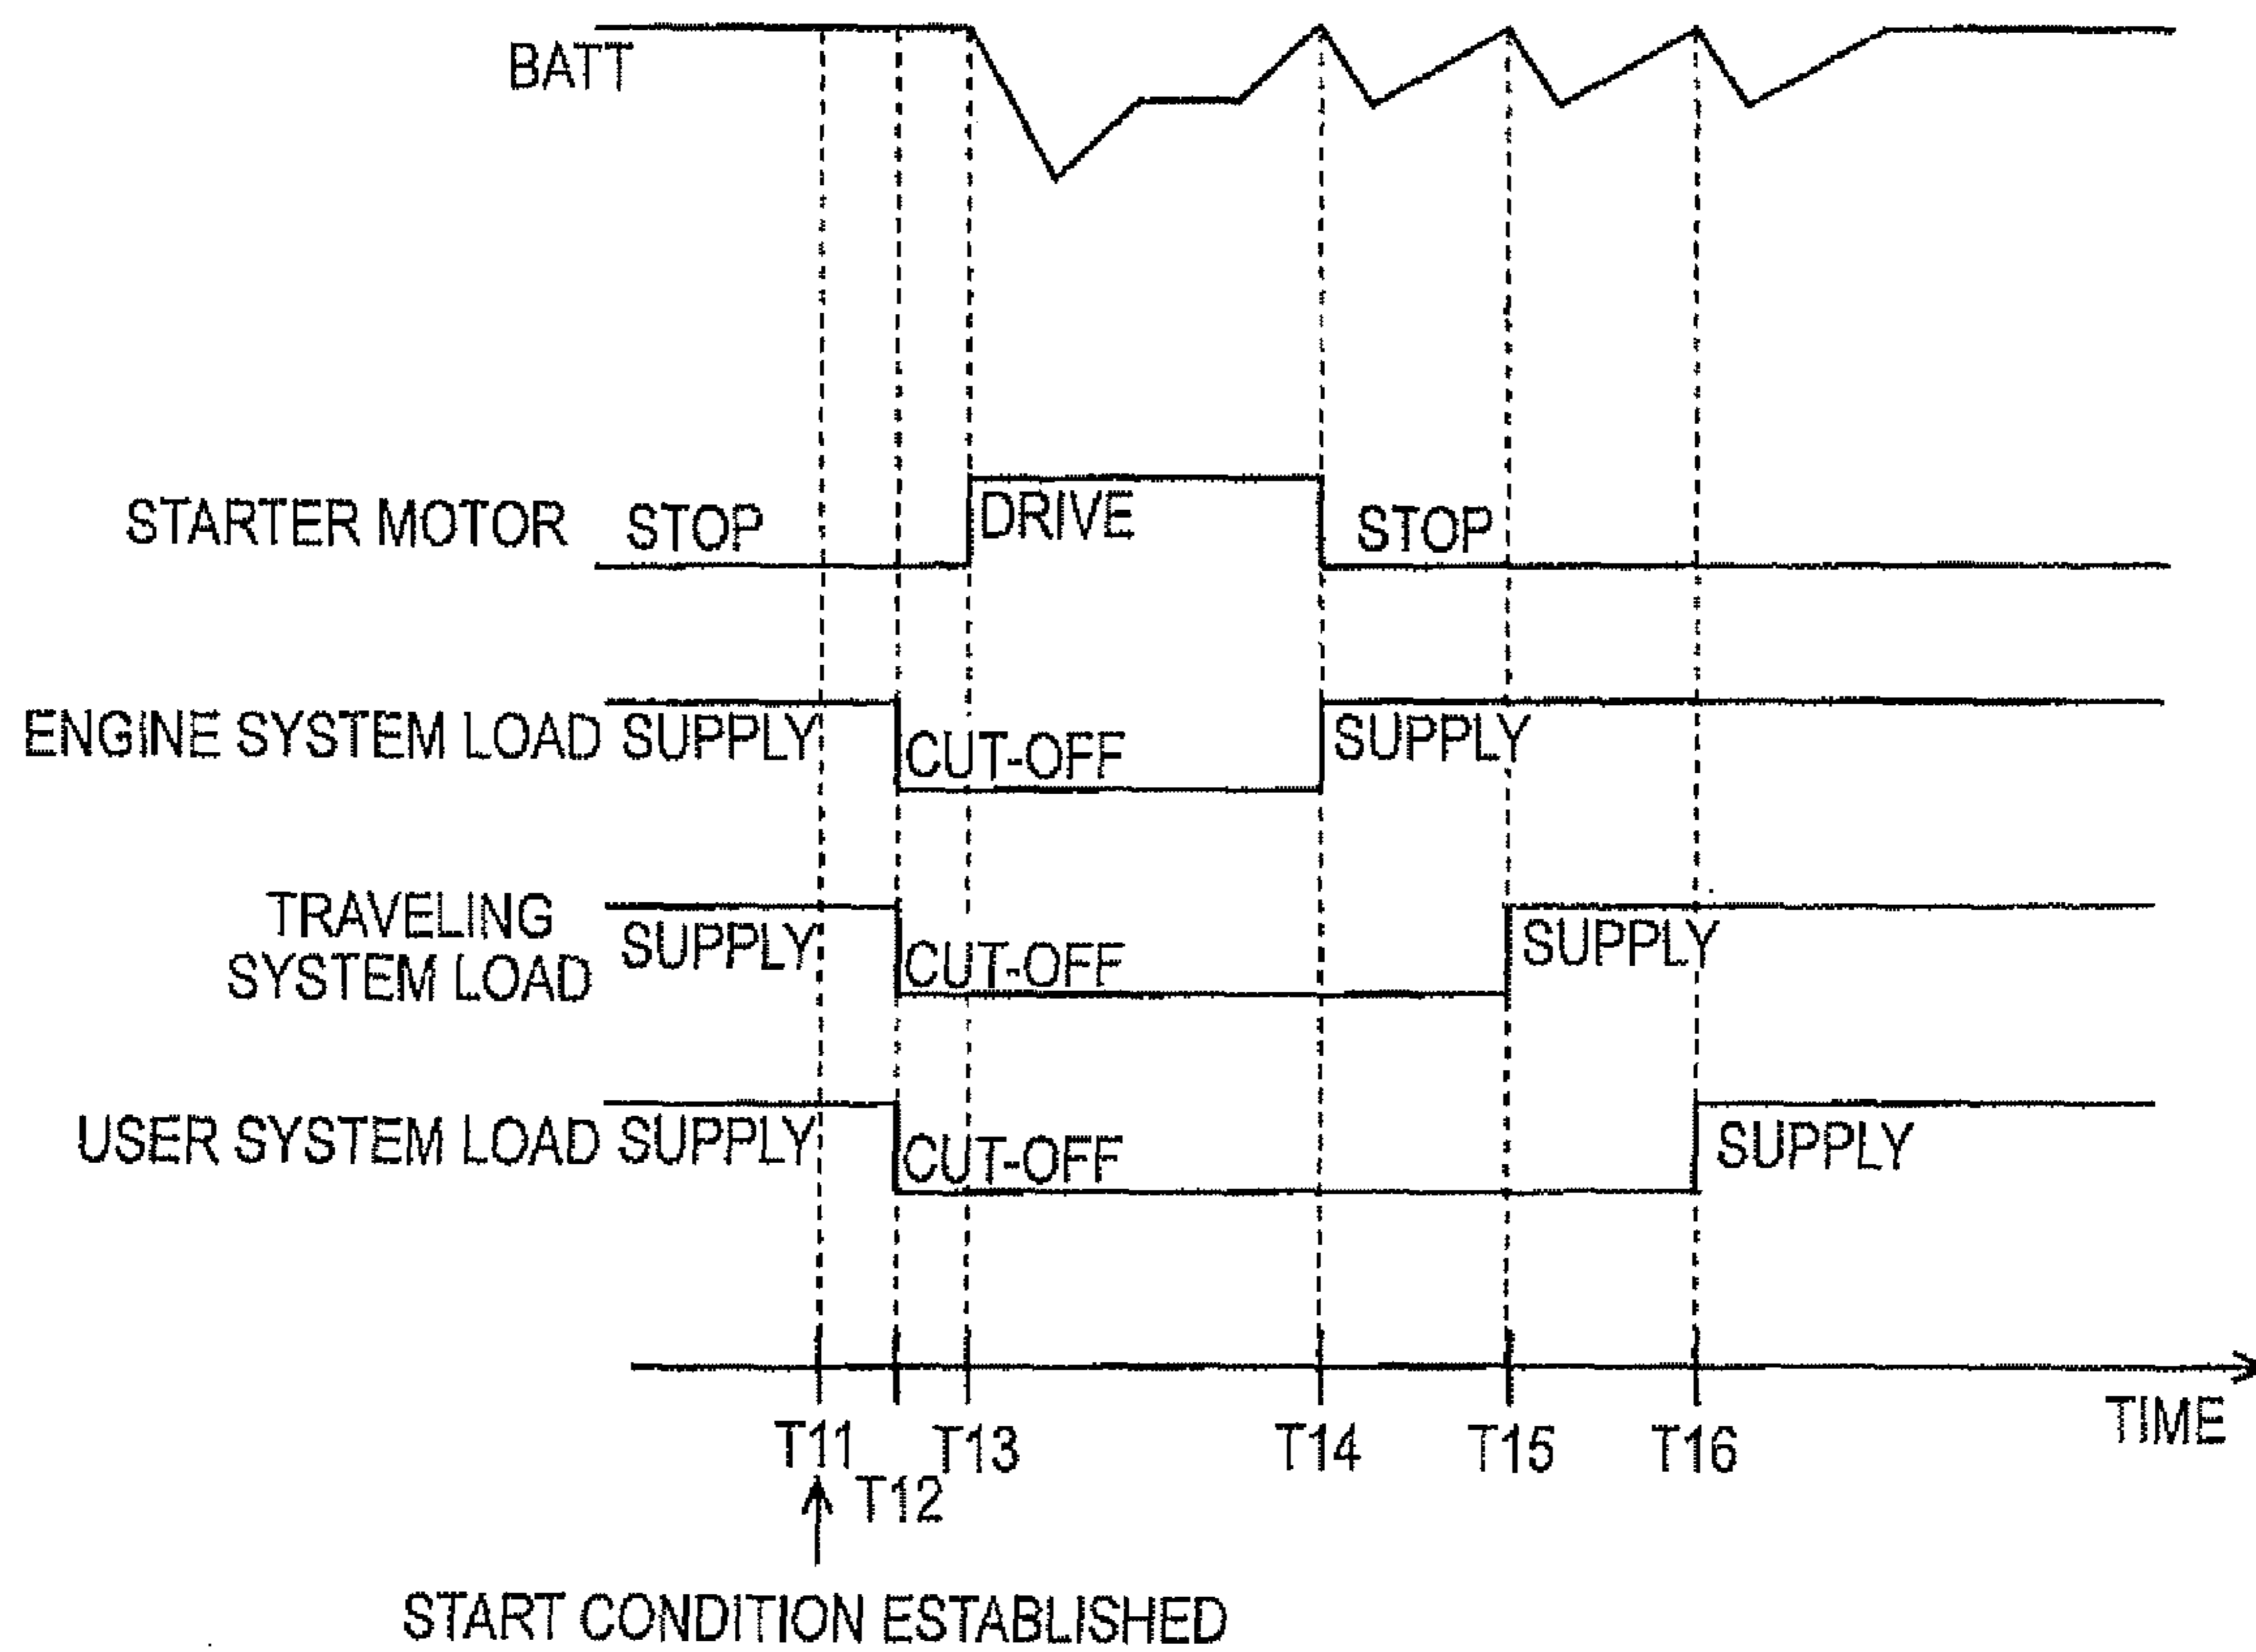 BATT
STARTER MOTOR STOP DRIVE STOP
ENGINE SYSTEM LOAD SUPPLY CUT-OFF SUPPLY
TRAVELING
SYSTEM LOAD SUPPLY CUT-OFF SUPPLY
USER SYSTEM LOAD SUPPLY CUT-OFF SUPPLY
T11 T13 T14 T15 T16 TIME
T12
START CONDITION ESTABLISHED